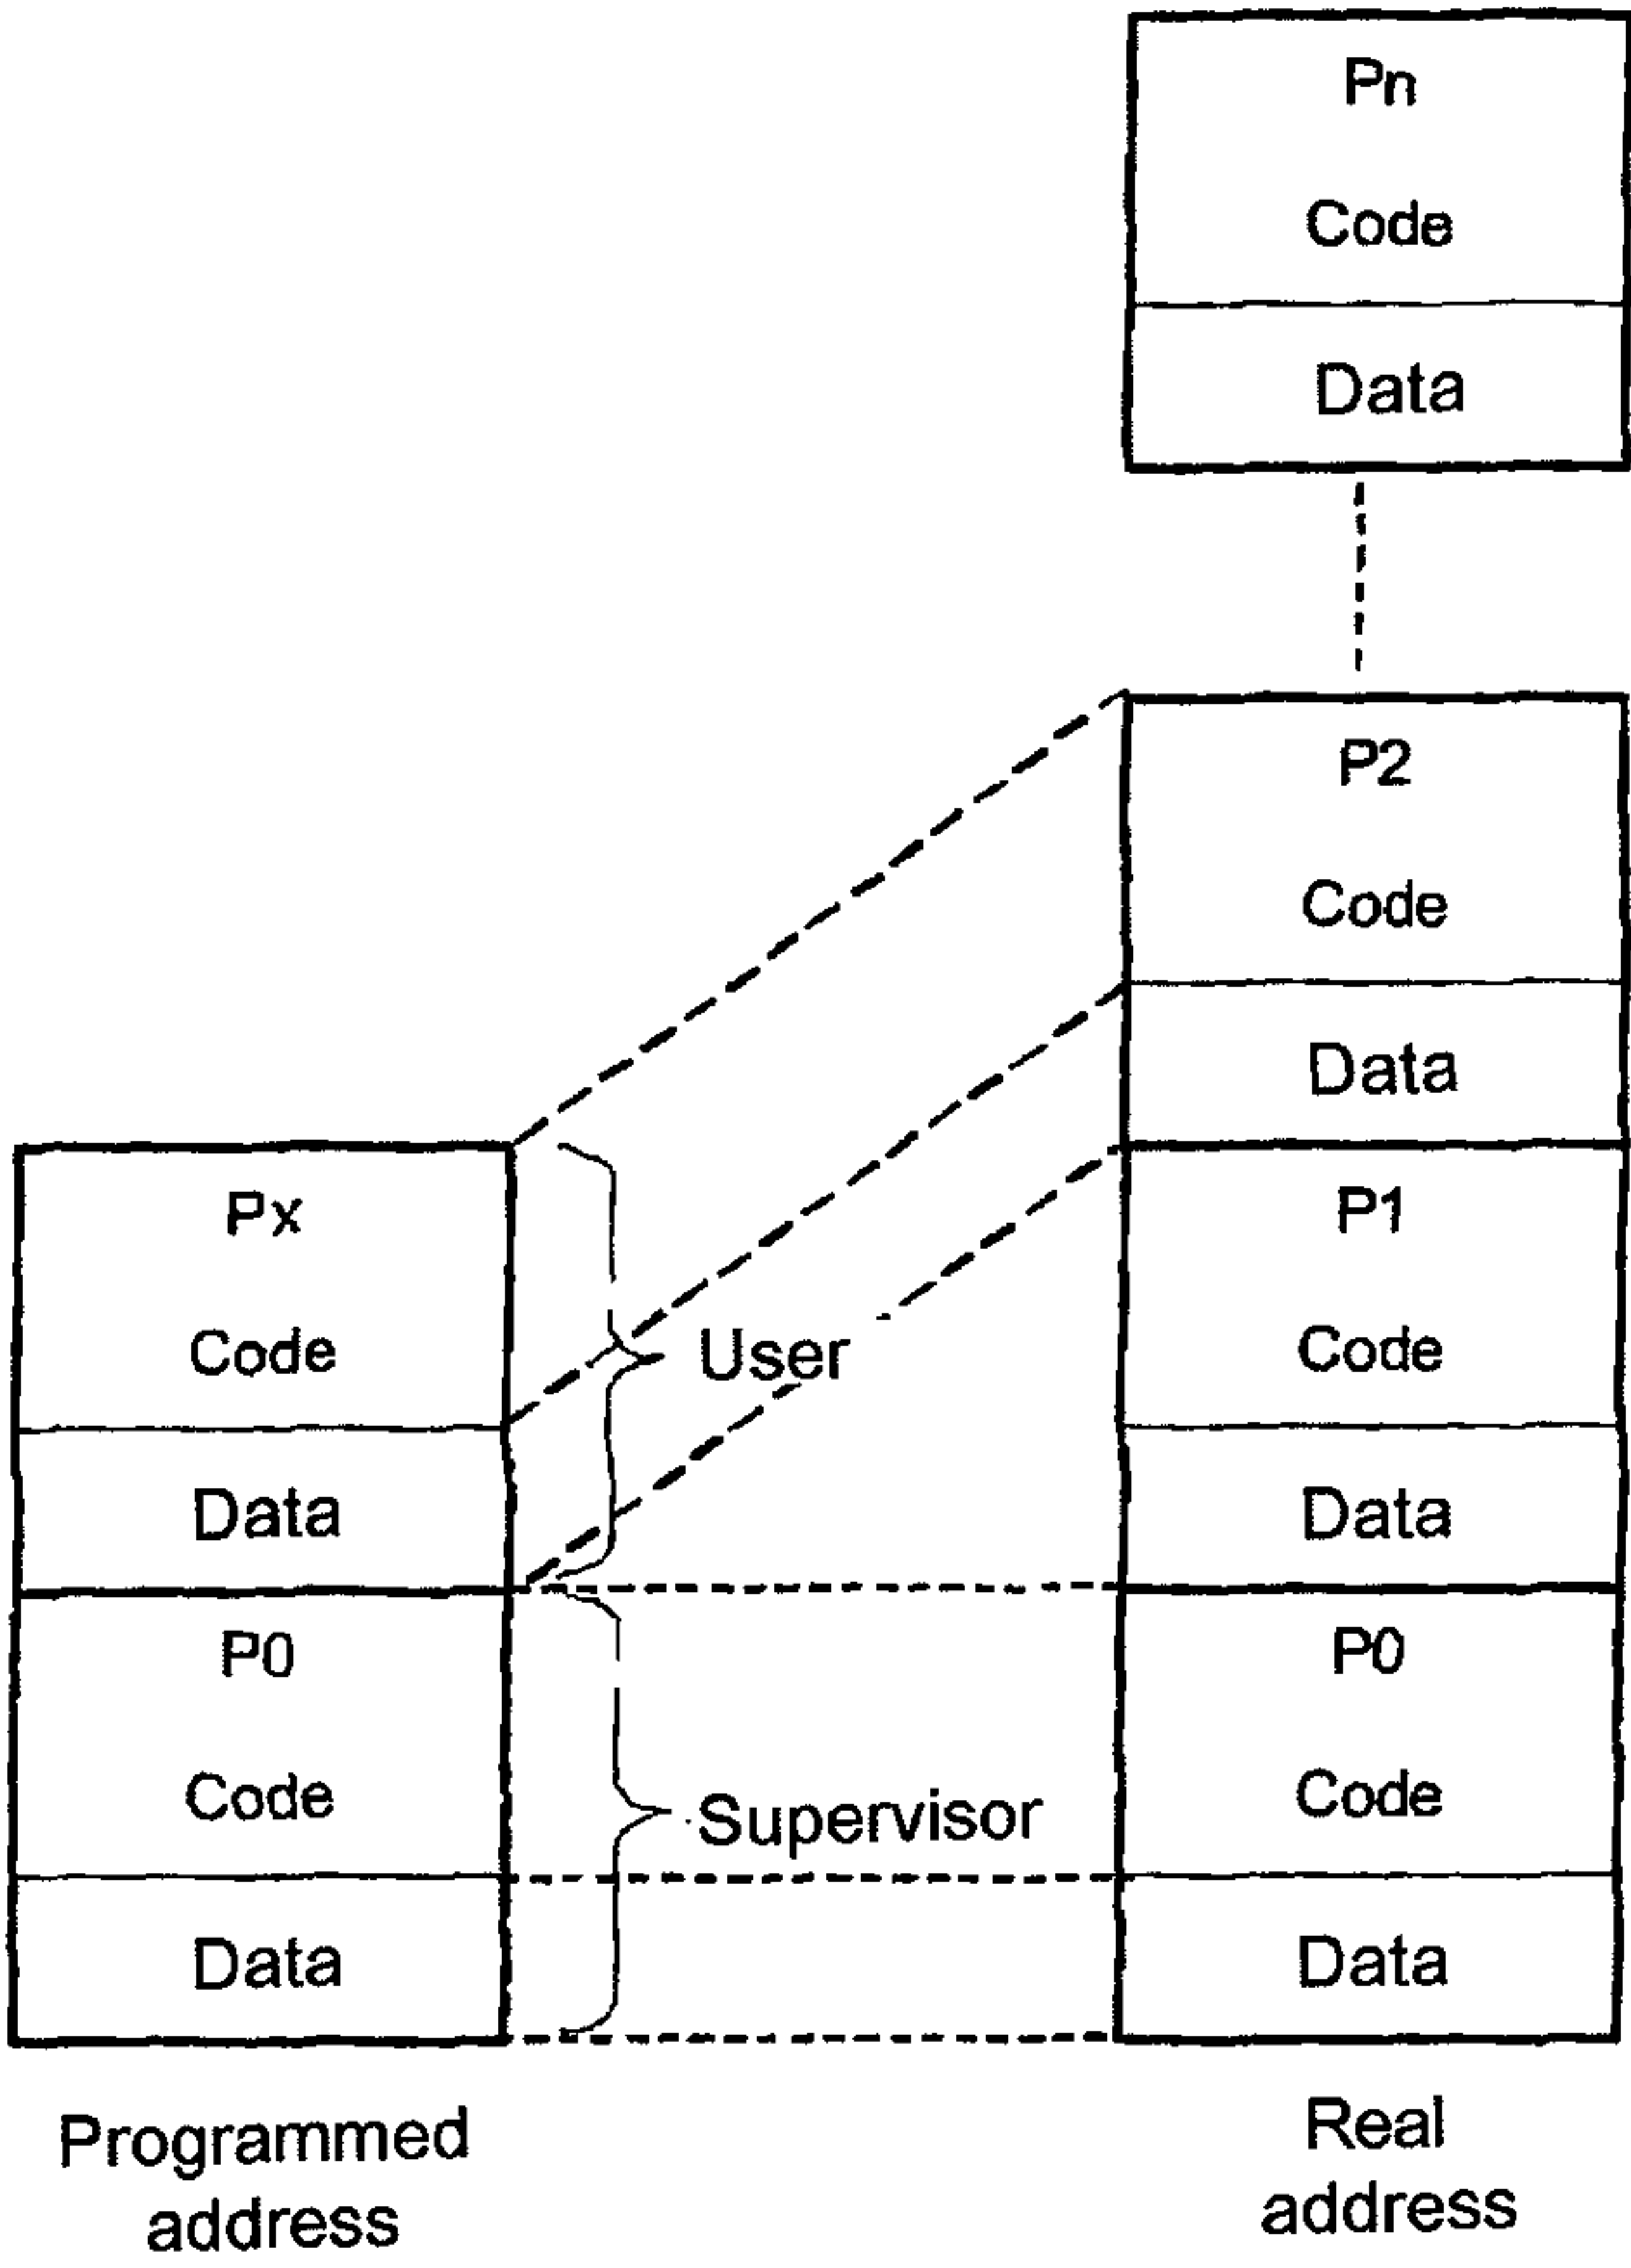 Pn
Code
Data
P2
Code
Data
Px
Code
Data
P0
Code
Data
User
Supervisor
P1
Code
Data
P0
Code
Data
Programmed
address
Real
address